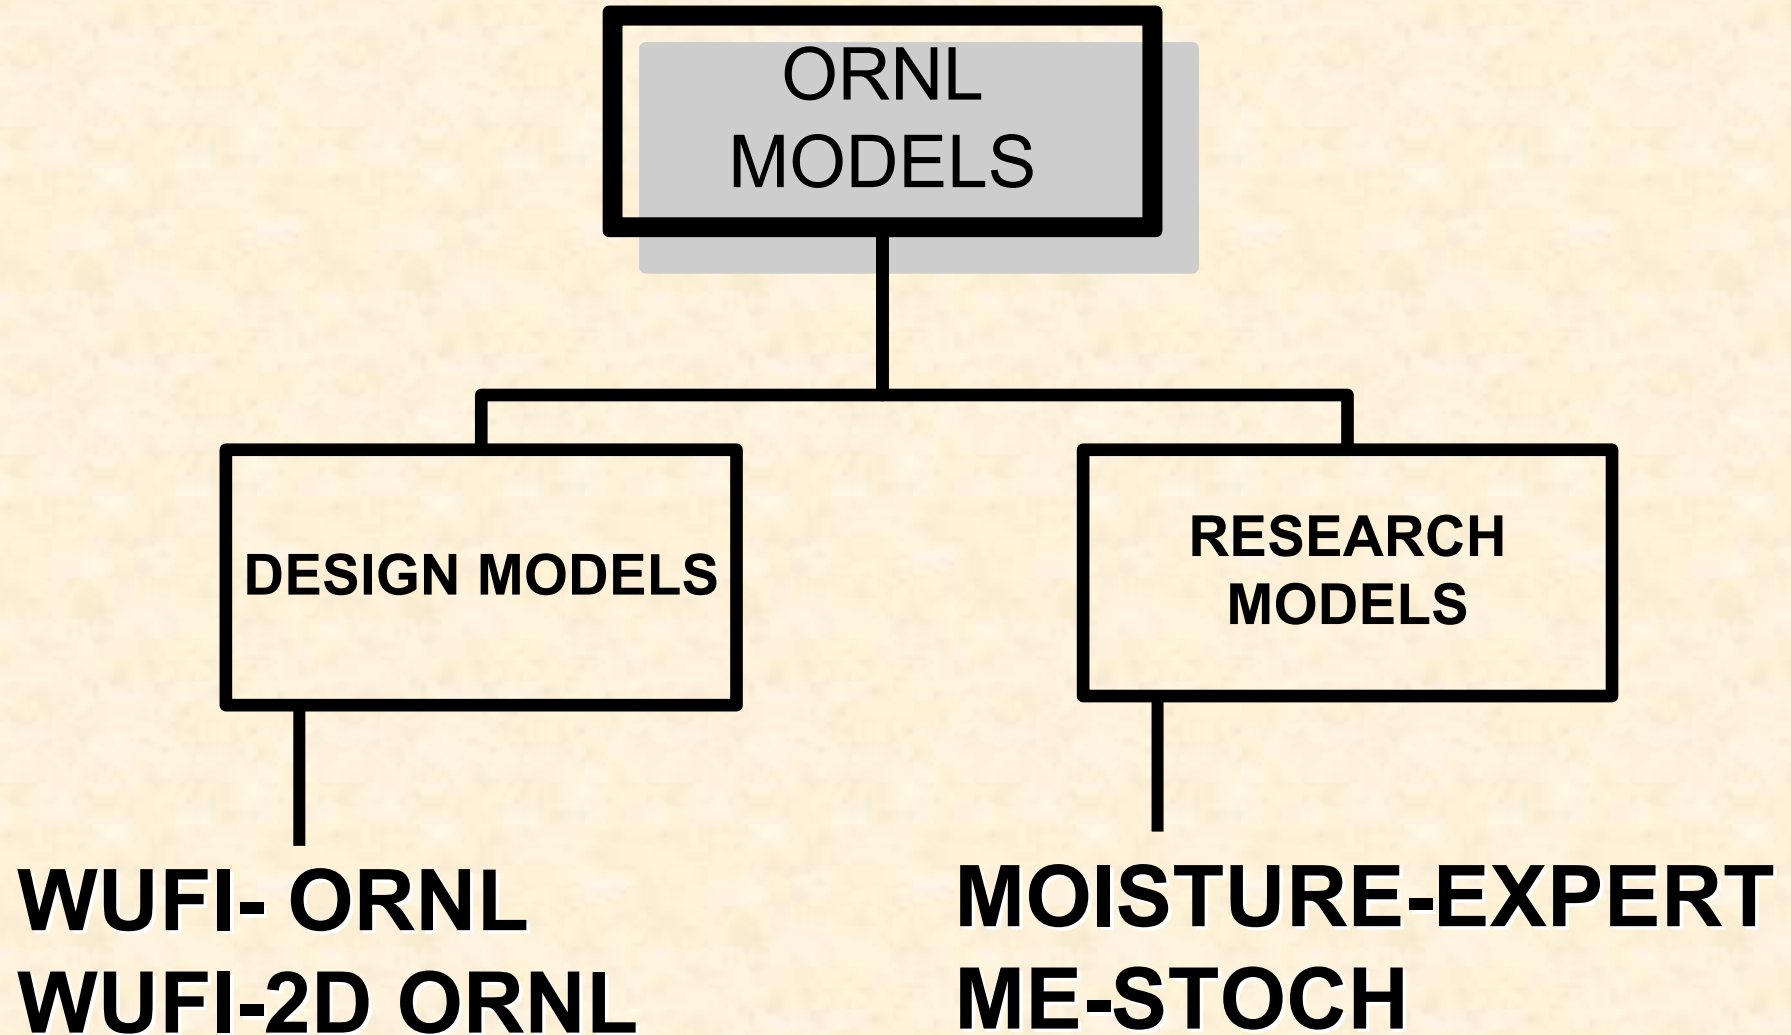 ORNL
MODELS
DESIGN MODELS
RESEARCH
MODELS
WUFI- ORNL
WUFI-2D ORNL
MOISTURE-EXPERT
ME-STOCH